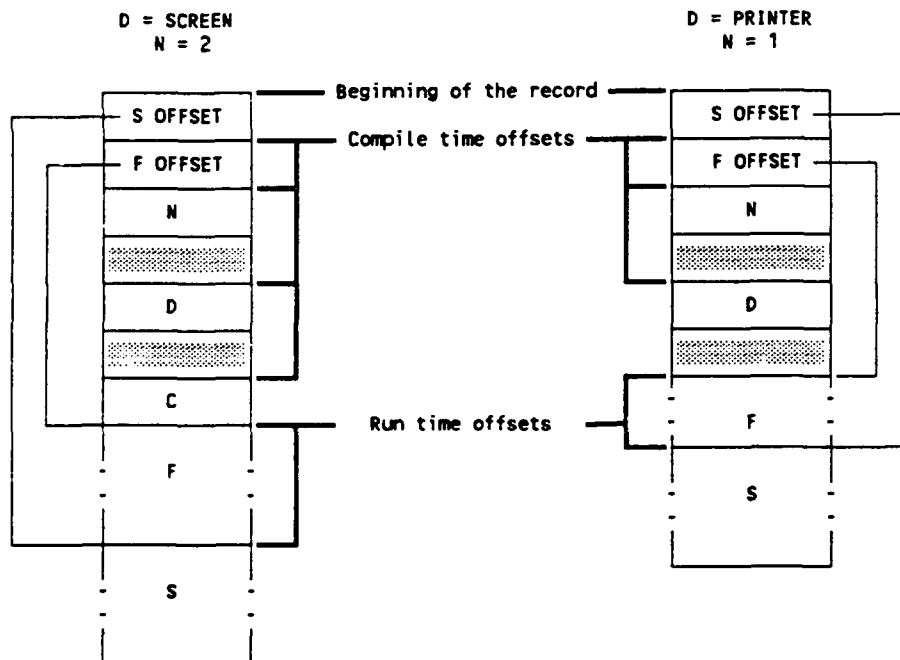 D = SCREEN
N = 2
D = PRINTER
N = 1
Beginning of the record
S OFFSET
S OFFSET
Compile time offsets
F OFFSET
F OFFSET
N
N
D
D
C
Run time offsets
F
F
S
S